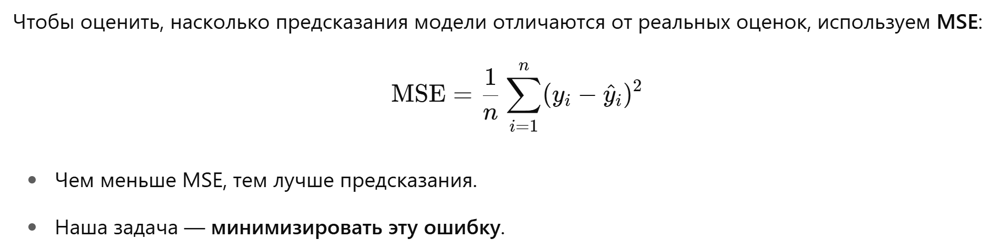 Чтобы оценить, насколько предсказания модели отличаются от реальных оценок, используем MSE:
MSE = \frac{1}{n} \sum_{i=1}^{n} (y_i - \hat{y}_i)^2
• Чем меньше MSE, тем лучше предсказания.
• Наша задача — минимизировать эту ошибку.